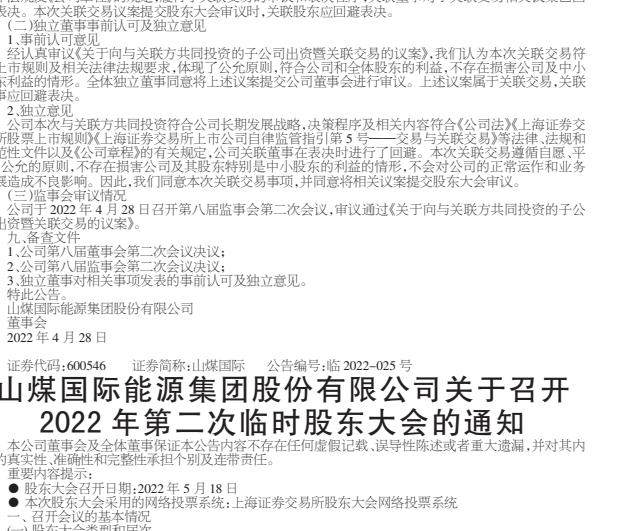 表决。本次关联交易议案提交股东大会审议时,关联股东应回避表决。
(二)独立董事事前认可及独立意见
1、事前认可意见
经认真审议《关于向与关联方共同投资的子公司出资暨关联交易的议案》,我们认为本次关联交易符
上市规则及相关法律法规要求,体现了公允原则,符合公司和全体股东的利益,不存在损害公司及中小
东利益的情形。全体独立董事同意将上述议案提交公司董事会进行审议。上述议案属于关联交易,关联
事应回避表决。
2、独立意见
公司本次与关联方共同投资符合公司长期发展战略,决策程序及相关内容符合《公司法》《上海证券交
所股票上市规则》《上海证券交易所上市公司自律监管指引第 5 号——交易与关联交易》等法律、法规和
范性文件以及《公司章程》的有关规定,公司关联董事在表决时进行了回避。本次关联交易遵循自愿、平
公允的原则,不存在损害公司及其股东特别是中小股东的利益的情形,不会对公司的正常运作和业务
展造成不良影响。因此,我们同意本次关联交易事项,并同意将相关议案提交股东大会审议。
(三)监事会审议情况
公司于 2022 年 4 月 28 日召开第八届监事会第二次会议,审议通过《关于向与关联方共同投资的子公
出资暨关联交易的议案》。
九、备查文件
1、公司第八届董事会第二次会议决议;
2、公司第八届监事会第二次会议决议;
3、独立董事对相关事项发表的事前认可及独立意见。
特此公告。
山煤国际能源集团股份有限公司
董事会
2022 年 4 月 28 日
证券代码:600546 证券简称:山煤国际 公告编号:临 2022-025 号
山煤国际能源集团股份有限公司关于召开
2022 年第二次临时股东大会的通知
本公司董事会及全体董事保证本公告内容不存在任何虚假记载、误导性陈述或者重大遗漏,并对其内
的真实性、准确性和完整性承担个别及连带责任。
重要内容提示:
● 股东大会召开日期:2022 年 5 月 18 日
● 本次股东大会采用的网络投票系统:上海证券交易所股东大会网络投票系统
一、召开会议的基本情况
(一)股东大会类型和届次